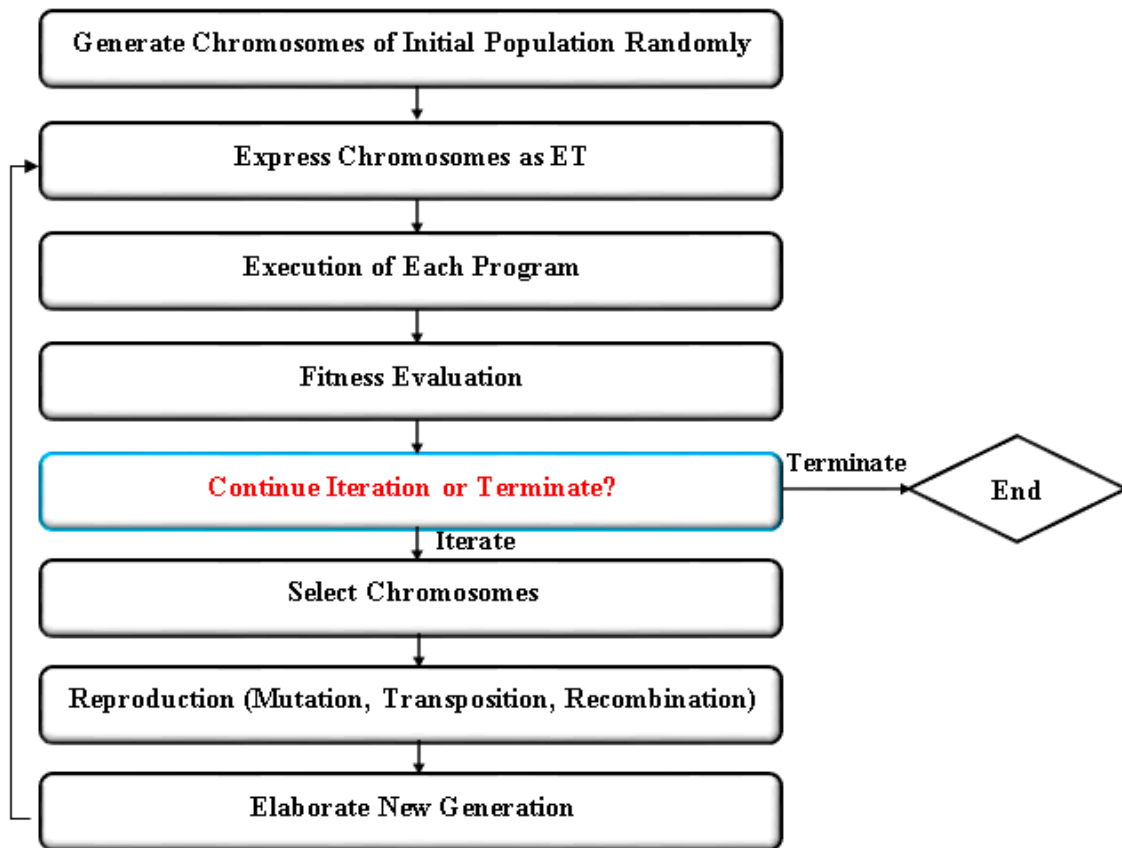 Generate Chromosomes of Initial Population Randomly
Express Chromosomes as ET
Execution of Each Program
Fitness Evaluation
Continue Iteration or Terminate?
Terminate
End
Iterate
Select Chromosomes
Reproduction (Mutation, Transposition, Recombination)
Elaborate New Generation